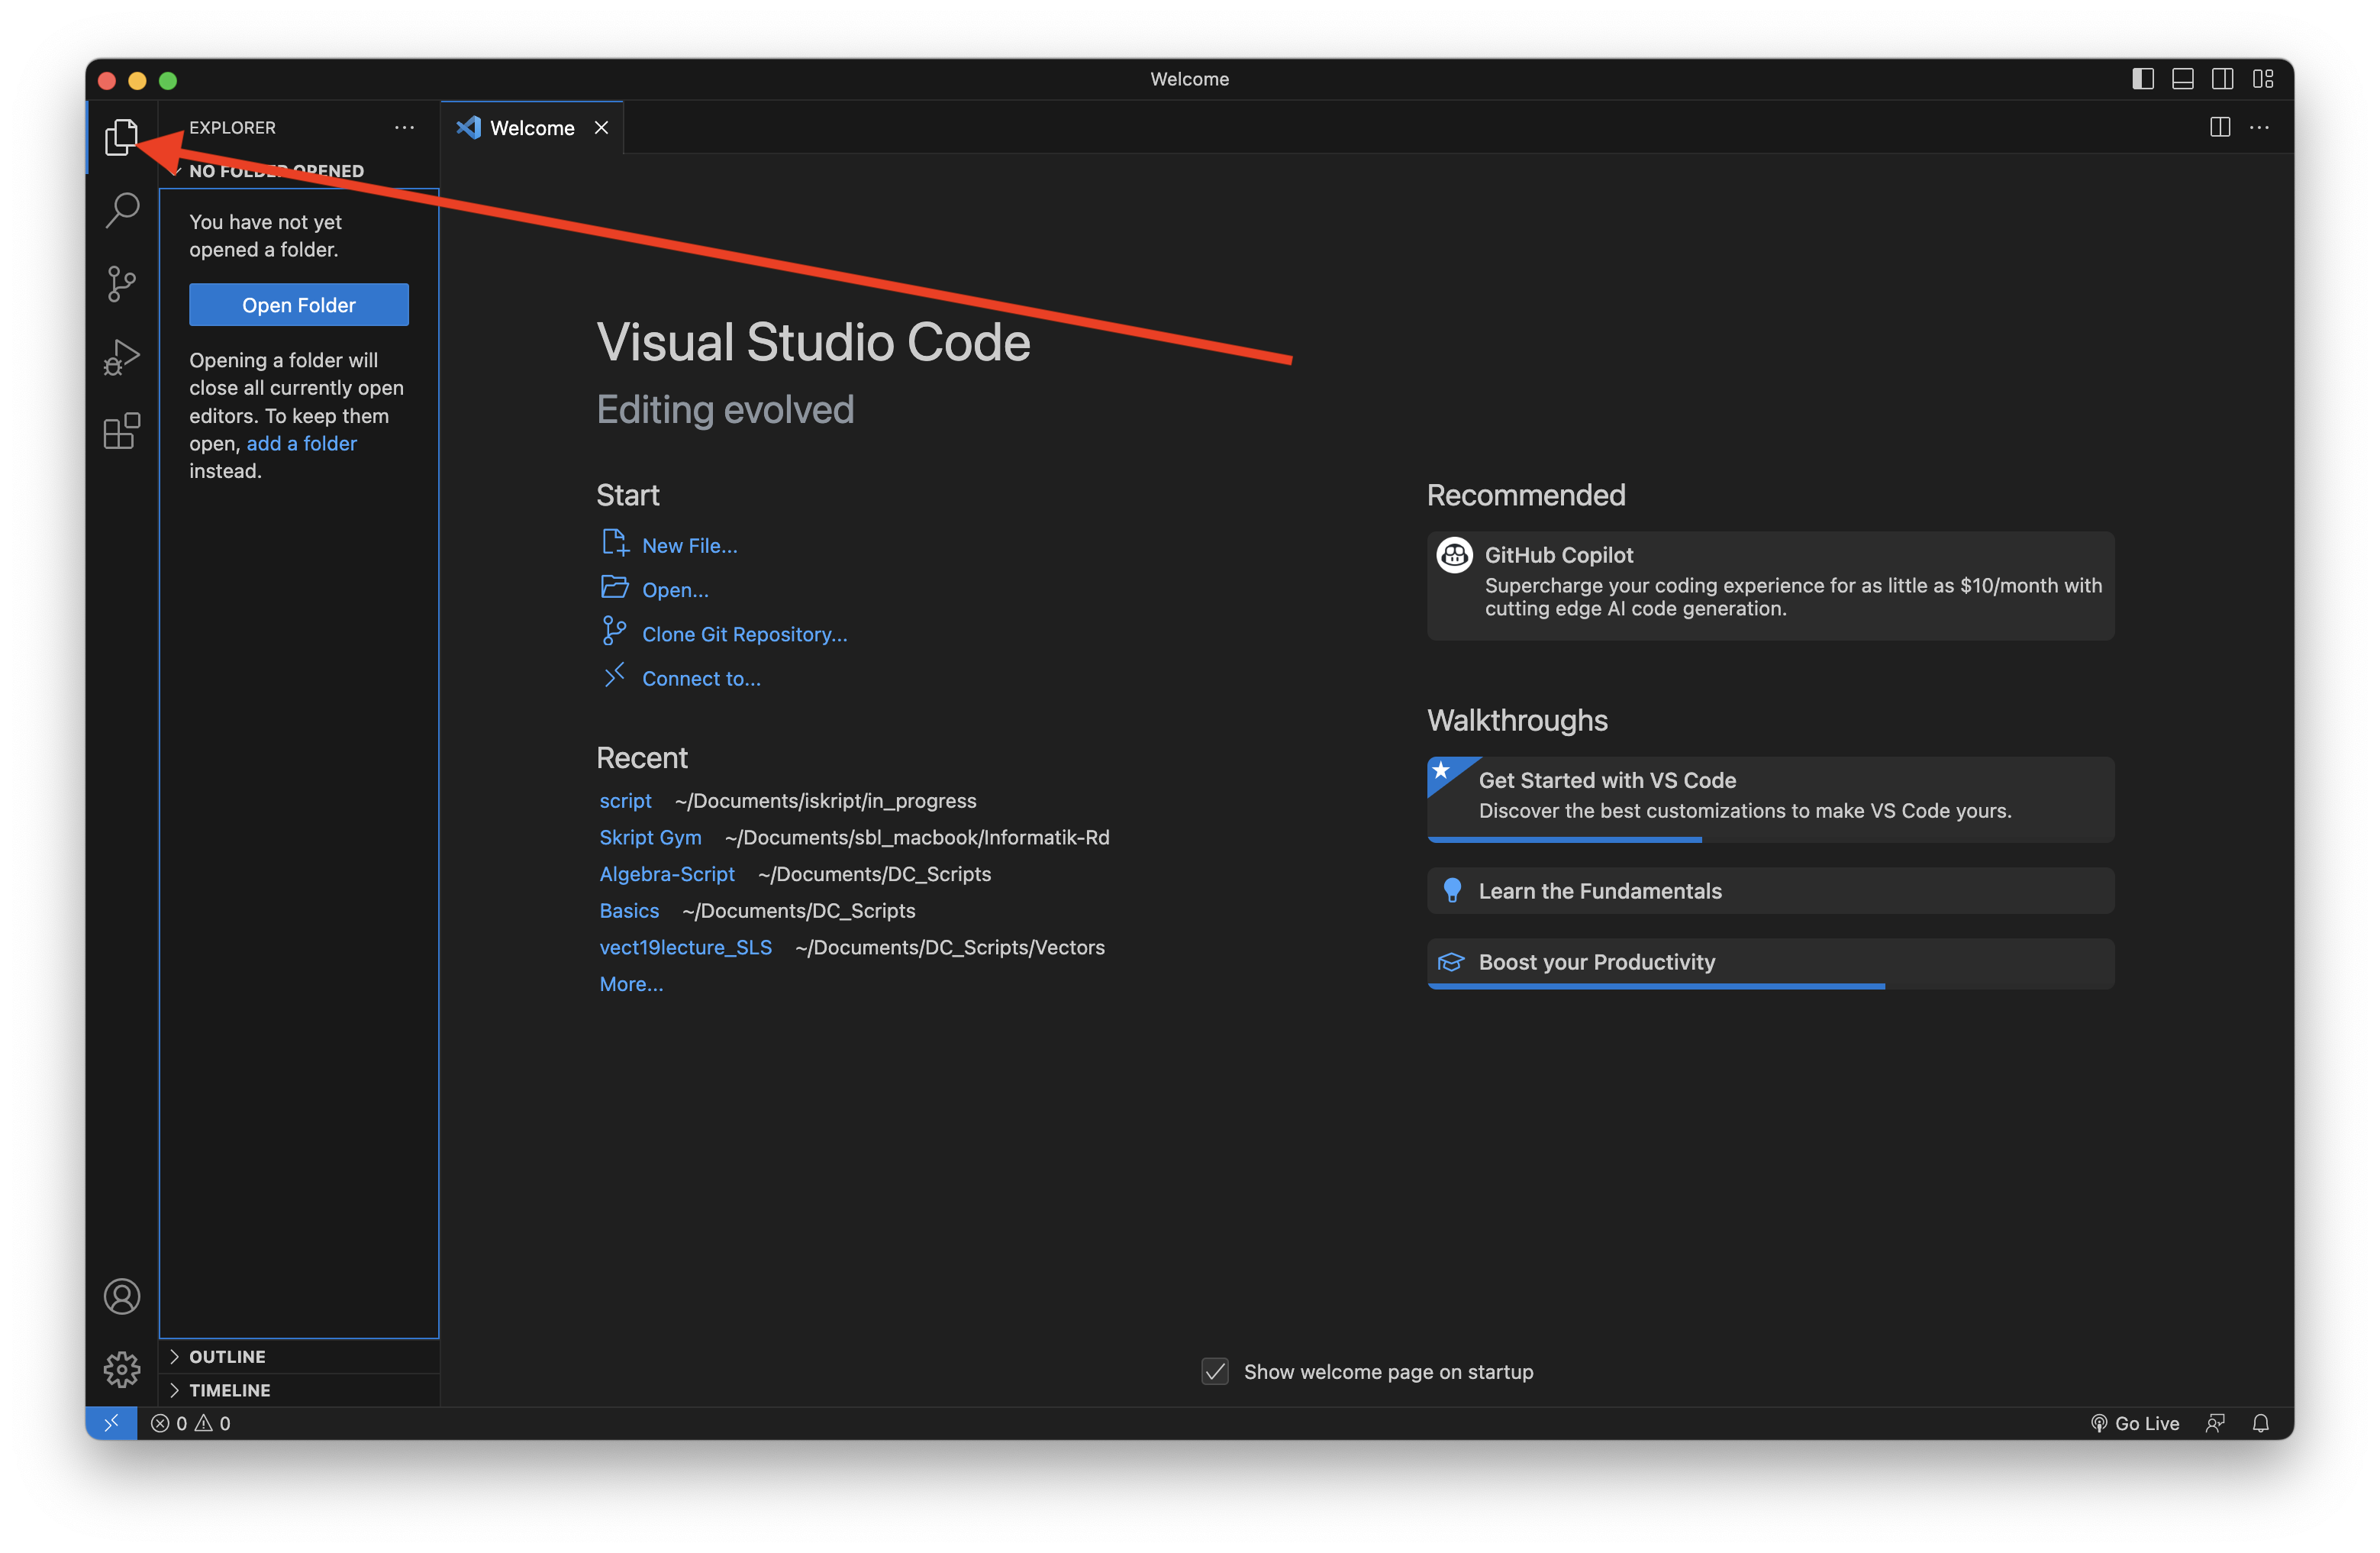 Welcome
EXPLORER
Welcome
NO FOLDER OPENED
You have not yet
opened a folder.
Open Folder
Opening a folder will
close all currently open
editors. To keep them
open, add a folder
instead.
OUTLINE
TIMELINE
Visual Studio Code
Editing evolved
Start
New File...
Open...
Clone Git Repository...
Connect to...
Recent
script ~/Documents/iskript/in_progress
Skript Gym ~/Documents/sbl_macbook/Informatik-Rd
Algebra-Script ~/Documents/DC_Scripts
Basics ~/Documents/DC_Scripts
vect19lecture_SLS ~/Documents/DC_Scripts/Vectors
More...
Recommended
GitHub Copilot
Supercharge your coding experience for as little as $10/month with
cutting edge AI code generation.
Walkthroughs
Get Started with VS Code
Discover the best customizations to make VS Code yours.
Learn the Fundamentals
Boost your Productivity
Show welcome page on startup
0 0
Go Live